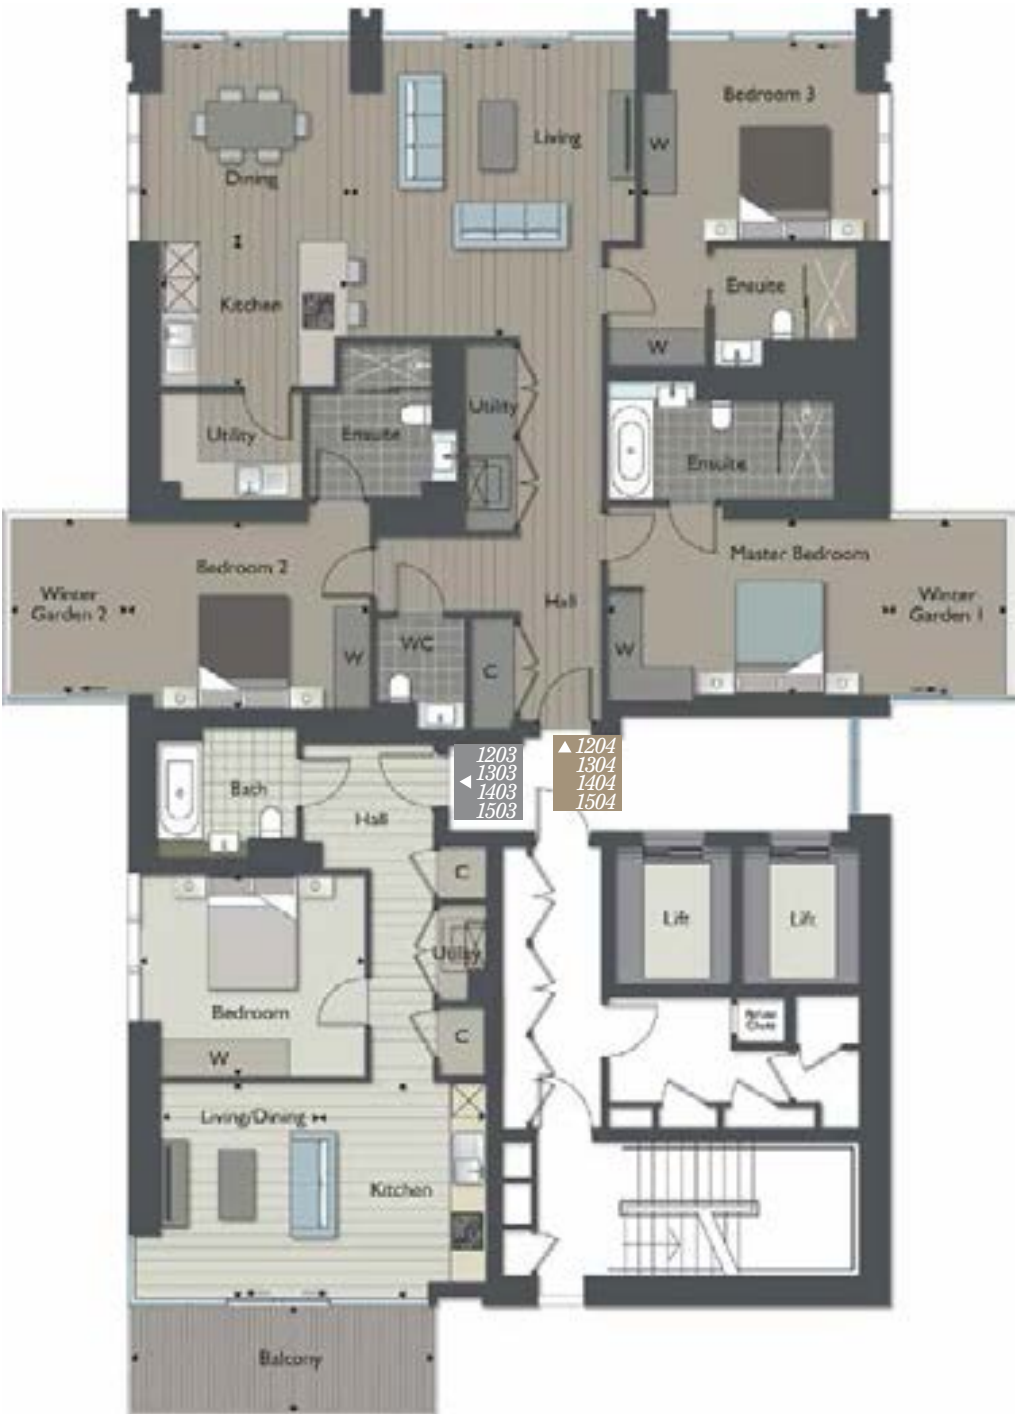 Bedroom 3
Living
W
Dining
Ensuite
Kitchen
W
Utility
Utility
Ensuite
Ensuite
Master Bedroom
Bedroom 2
Winter
Garden 2
Winter
Garden 1
Hall
WC
W
C
W
1203
1303
1403
1503
▲ 1204
1304
1404
1504
Bath
Hall
C
Lift
Lift
Utility
Bedroom
Refuse
Chute
C
W
Living/Dining
Kitchen
Balcony